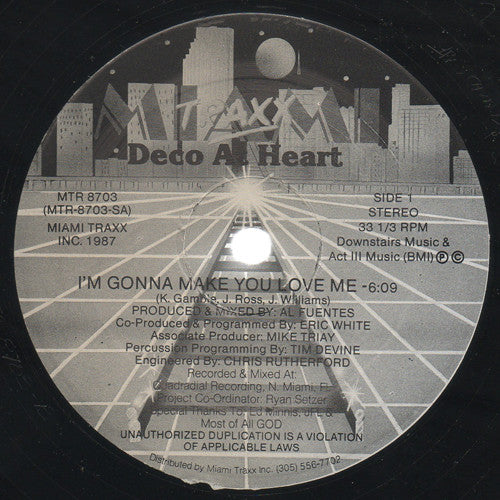 MIAMI
TRAXX
Deco At Heart
MTR 8703
(MTR-8703-SA)
MIAMI TRAXX
INC. 1987
SIDE 1
STEREO
33 1/3 RPM
Downstairs Music &
Act III Music (BMI) Ⓟ ©
I'M GONNA MAKE YOU LOVE ME -6:09
(K. Gamble, J. Ross, J. Williams)
PRODUCED & MIXED BY: AL FUENTES
Co-Produced & Programmed By: ERIC WHITE
Associate Producer: MIKE TRIAY
Percussion Programming By: TIM DEVINE
Engineered By: CHRIS RUTHERFORD
Recorded & Mixed At:
Quadradial Recording, N. Miami, Fl.
Project Co-Ordinator: Ryan Setzer
Special Thanks To: Ed Minnis, JFL &
Most of All GOD
UNAUTHORIZED DUPLICATION IS A VIOLATION
OF APPLICABLE LAWS
Distributed by Miami Traxx Inc. (305) 556-7702